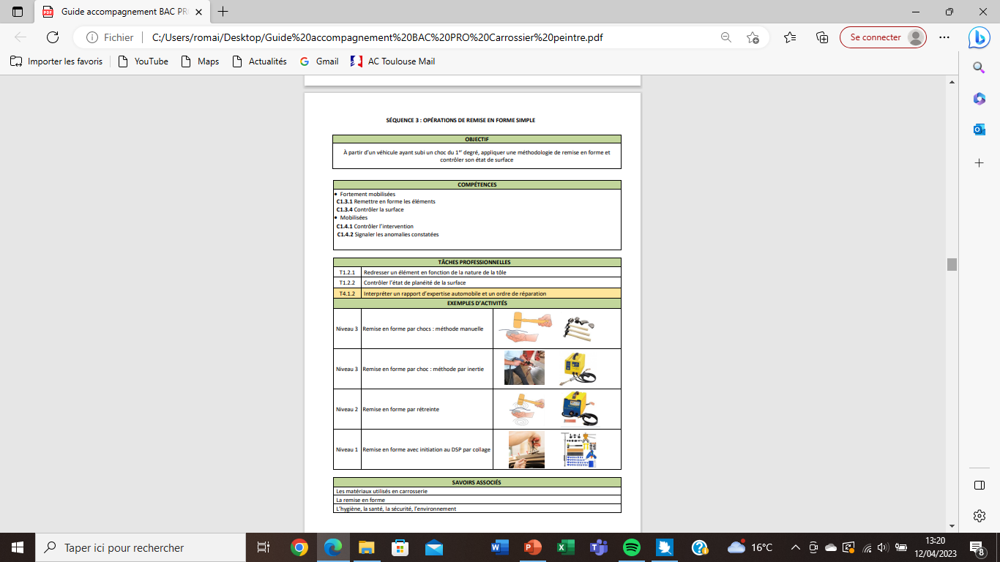 Guide accompagnement BAC PR
Fichier
C:/Users/romai/Desktop/Guide%20accompagnement%20BAC%20PRO%20Carrossier%20peintre.pdf
Se connecter
Importer les favoris
YouTube
Maps
Actualités
Gmail
AC Toulouse Mail
SÉQUENCE 3 : OPÉRATIONS DE REMISE EN FORME SIMPLE
OBJECTIF
À partir d'un véhicule ayant subi un choc du 1er degré, appliquer une méthodologie de remise en forme et
contrôler son état de surface
COMPÉTENCES
• Fortement mobilisées
C1.3.1 Remettre en forme les éléments
C1.3.4 Contrôler la surface
• Mobilisées
C1.4.1 Contrôler l'intervention
C1.4.2 Signaler les anomalies constatées
TÂCHES PROFESSIONNELLES
T1.2.1 Redresser un élément en fonction de la nature de la tôle
T1.2.2 Contrôler l'état de planéité de la surface
T4.1.2 Interpréter un rapport d'expertise automobile et un ordre de réparation
EXEMPLES D'ACTIVITÉS
Niveau 3 Remise en forme par chocs : méthode manuelle
Niveau 3 Remise en forme par choc : méthode par inertie
Niveau 2 Remise en forme par rétreinte
Niveau 1 Remise en forme avec initiation au DSP par collage
SAVOIRS ASSOCIÉS
Les matériaux utilisés en carrosserie
La remise en forme
L'hygiène, la santé, la sécurité, l'environnement
Taper ici pour rechercher
16°C
13:20
12/04/2023
8